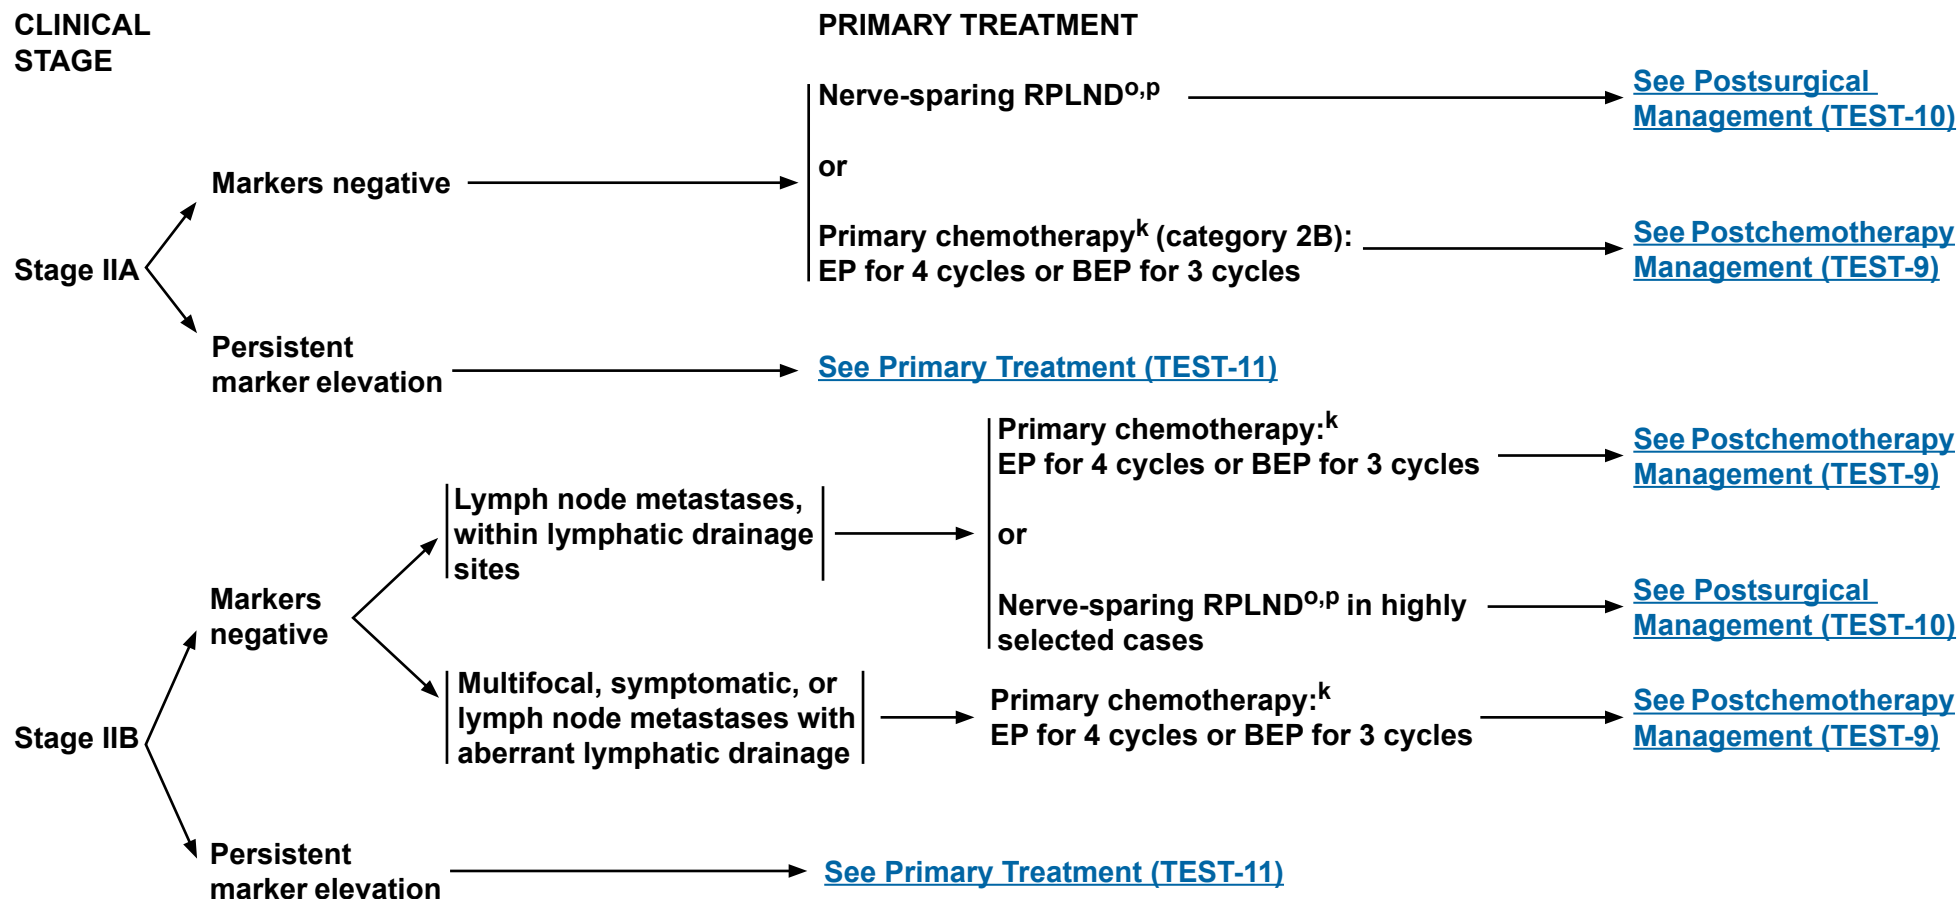 CLINICAL
STAGE
PRIMARY TREATMENT
Stage IIA
Markers negative
Nerve-sparing RPLNDo,p
See Postsurgical
Management (TEST-10)
or
Primary chemotherapyk (category 2B):
EP for 4 cycles or BEP for 3 cycles
See Postchemotherapy
Management (TEST-9)
Persistent
marker elevation
See Primary Treatment (TEST-11)
Stage IIB
Markers
negative
Lymph node metastases,
within lymphatic drainage
sites
Primary chemotherapy:k
EP for 4 cycles or BEP for 3 cycles
See Postchemotherapy
Management (TEST-9)
or
Nerve-sparing RPLNDo,p in highly
selected cases
See Postsurgical
Management (TEST-10)
Multifocal, symptomatic, or
lymph node metastases with
aberrant lymphatic drainage
Primary chemotherapy:k
EP for 4 cycles or BEP for 3 cycles
See Postchemotherapy
Management (TEST-9)
Persistent
marker elevation
See Primary Treatment (TEST-11)